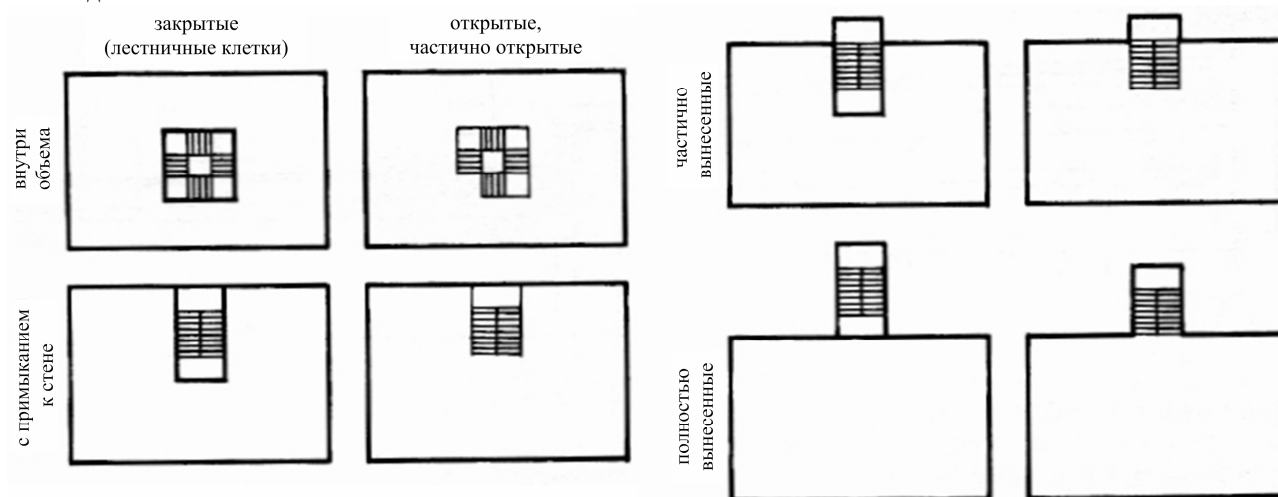 закрытые
(лестничные клетки)
открытые,
частично открытые
внутри
объема
с примыканием
к стене
частично
вынесенные
полностью
вынесенные